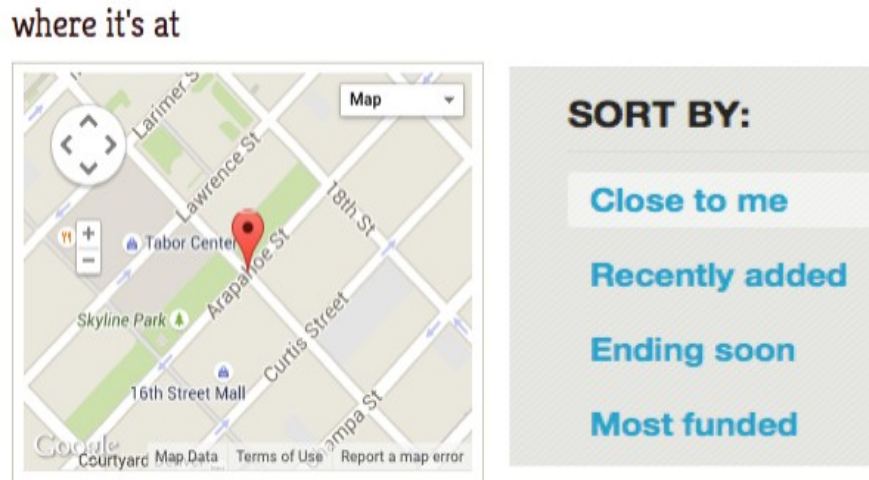 where it's at
Map
Larimer S
Lawrence St
18th St
Tabor Center
Arapahoe St
Skyline Park
Curtis Street
16th Street Mall
Champa St
Google
Courtyard
Map Data Terms of Use Report a map error
SORT BY:
Close to me
Recently added
Ending soon
Most funded